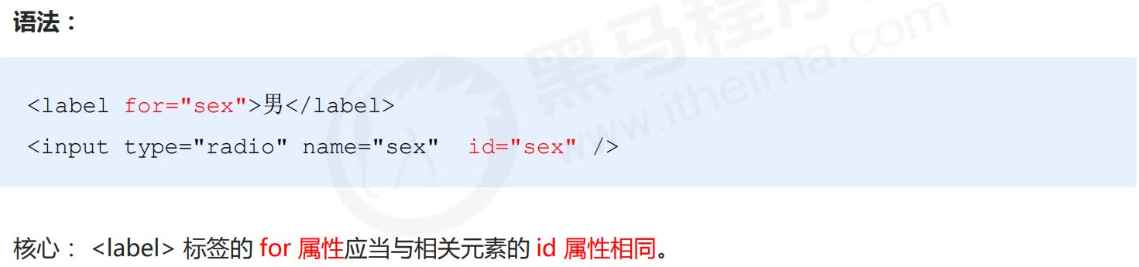 语法：
<label for="sex">男</label>
<input type="radio" name="sex"  id="sex" />
核心： <label> 标签的 for 属性应当与相关元素的 id 属性相同。
黑马程序
www.itheima.com